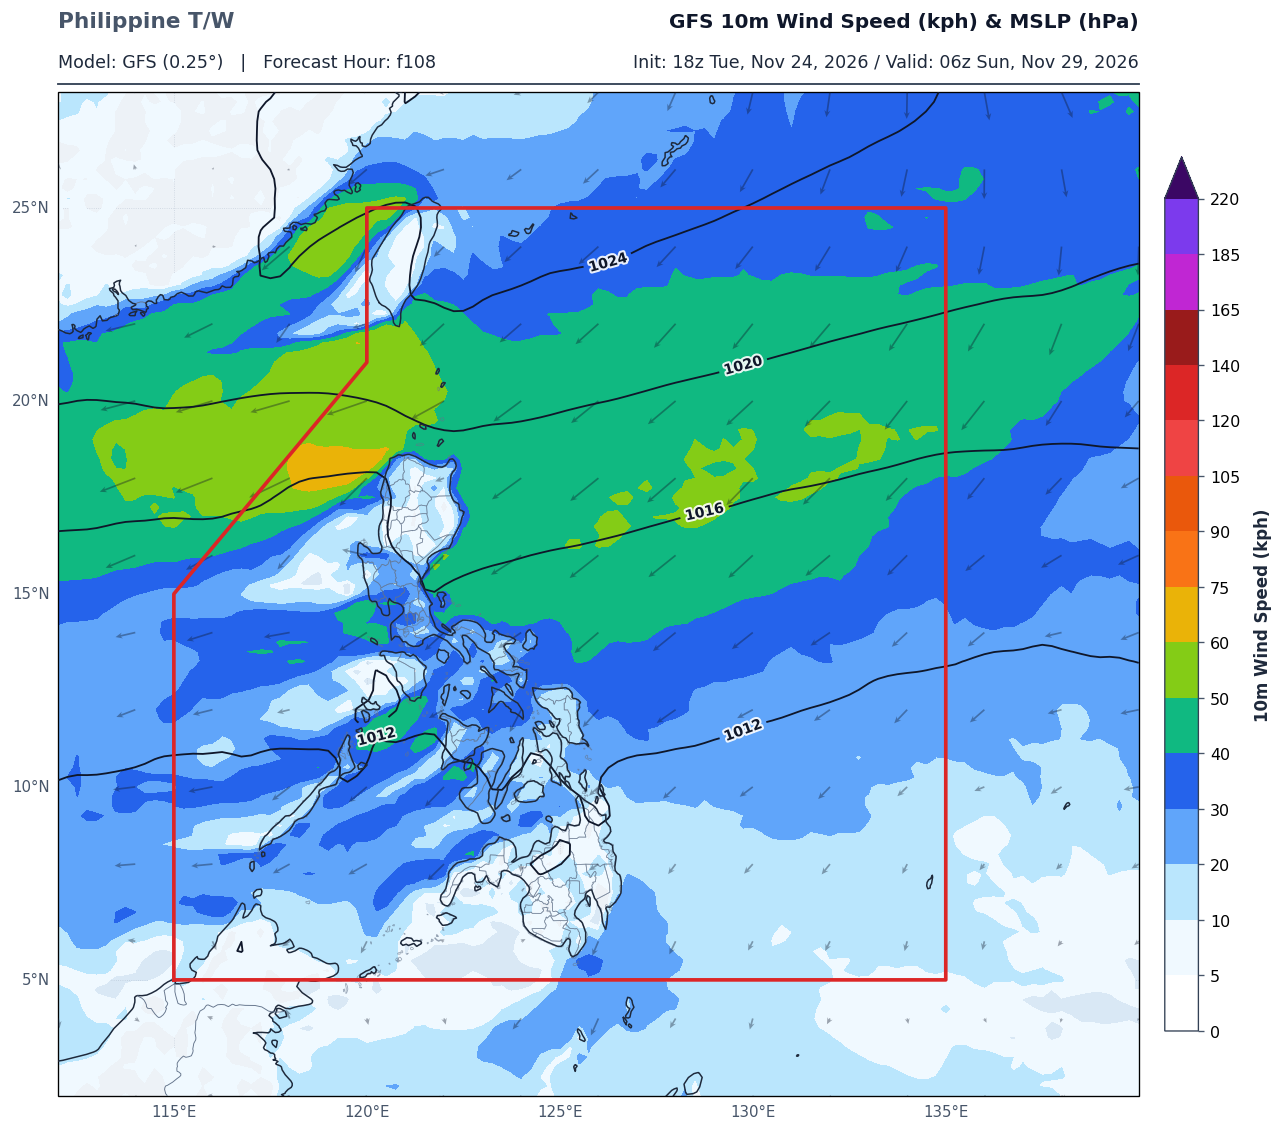 Philippine T/W
GFS 10m Wind Speed (kph) & MSLP (hPa)
Model: GFS (0.25°)   |   Forecast Hour: f108
Init: 18z Tue, Nov 24, 2026 / Valid: 06z Sun, Nov 29, 2026
25°N
20°N
15°N
10°N
5°N
115°E
120°E
125°E
130°E
135°E
1024
1020
1016
1012
1012
220
185
165
140
120
105
90
75
60
50
40
30
20
10
5
0
10m Wind Speed (kph)